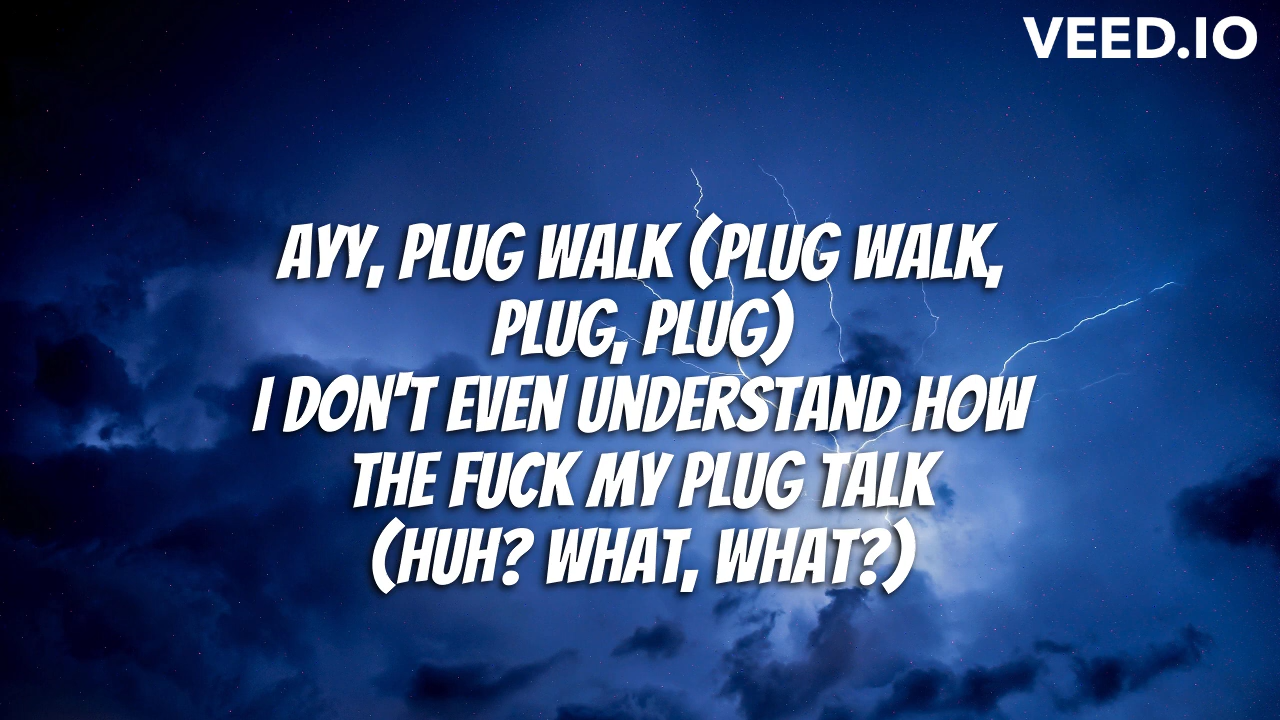 VEED.IO
AYY, PLUG WALK (PLUG WALK,
PLUG, PLUG)
I DON'T EVEN UNDERSTAND HOW
THE FUCK MY PLUG TALK
(HUH? WHAT, WHAT?)